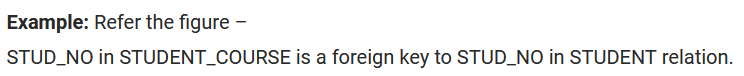 Example: Refer the figure –
STUD_NO in STUDENT_COURSE is a foreign key to STUD_NO in STUDENT relation.